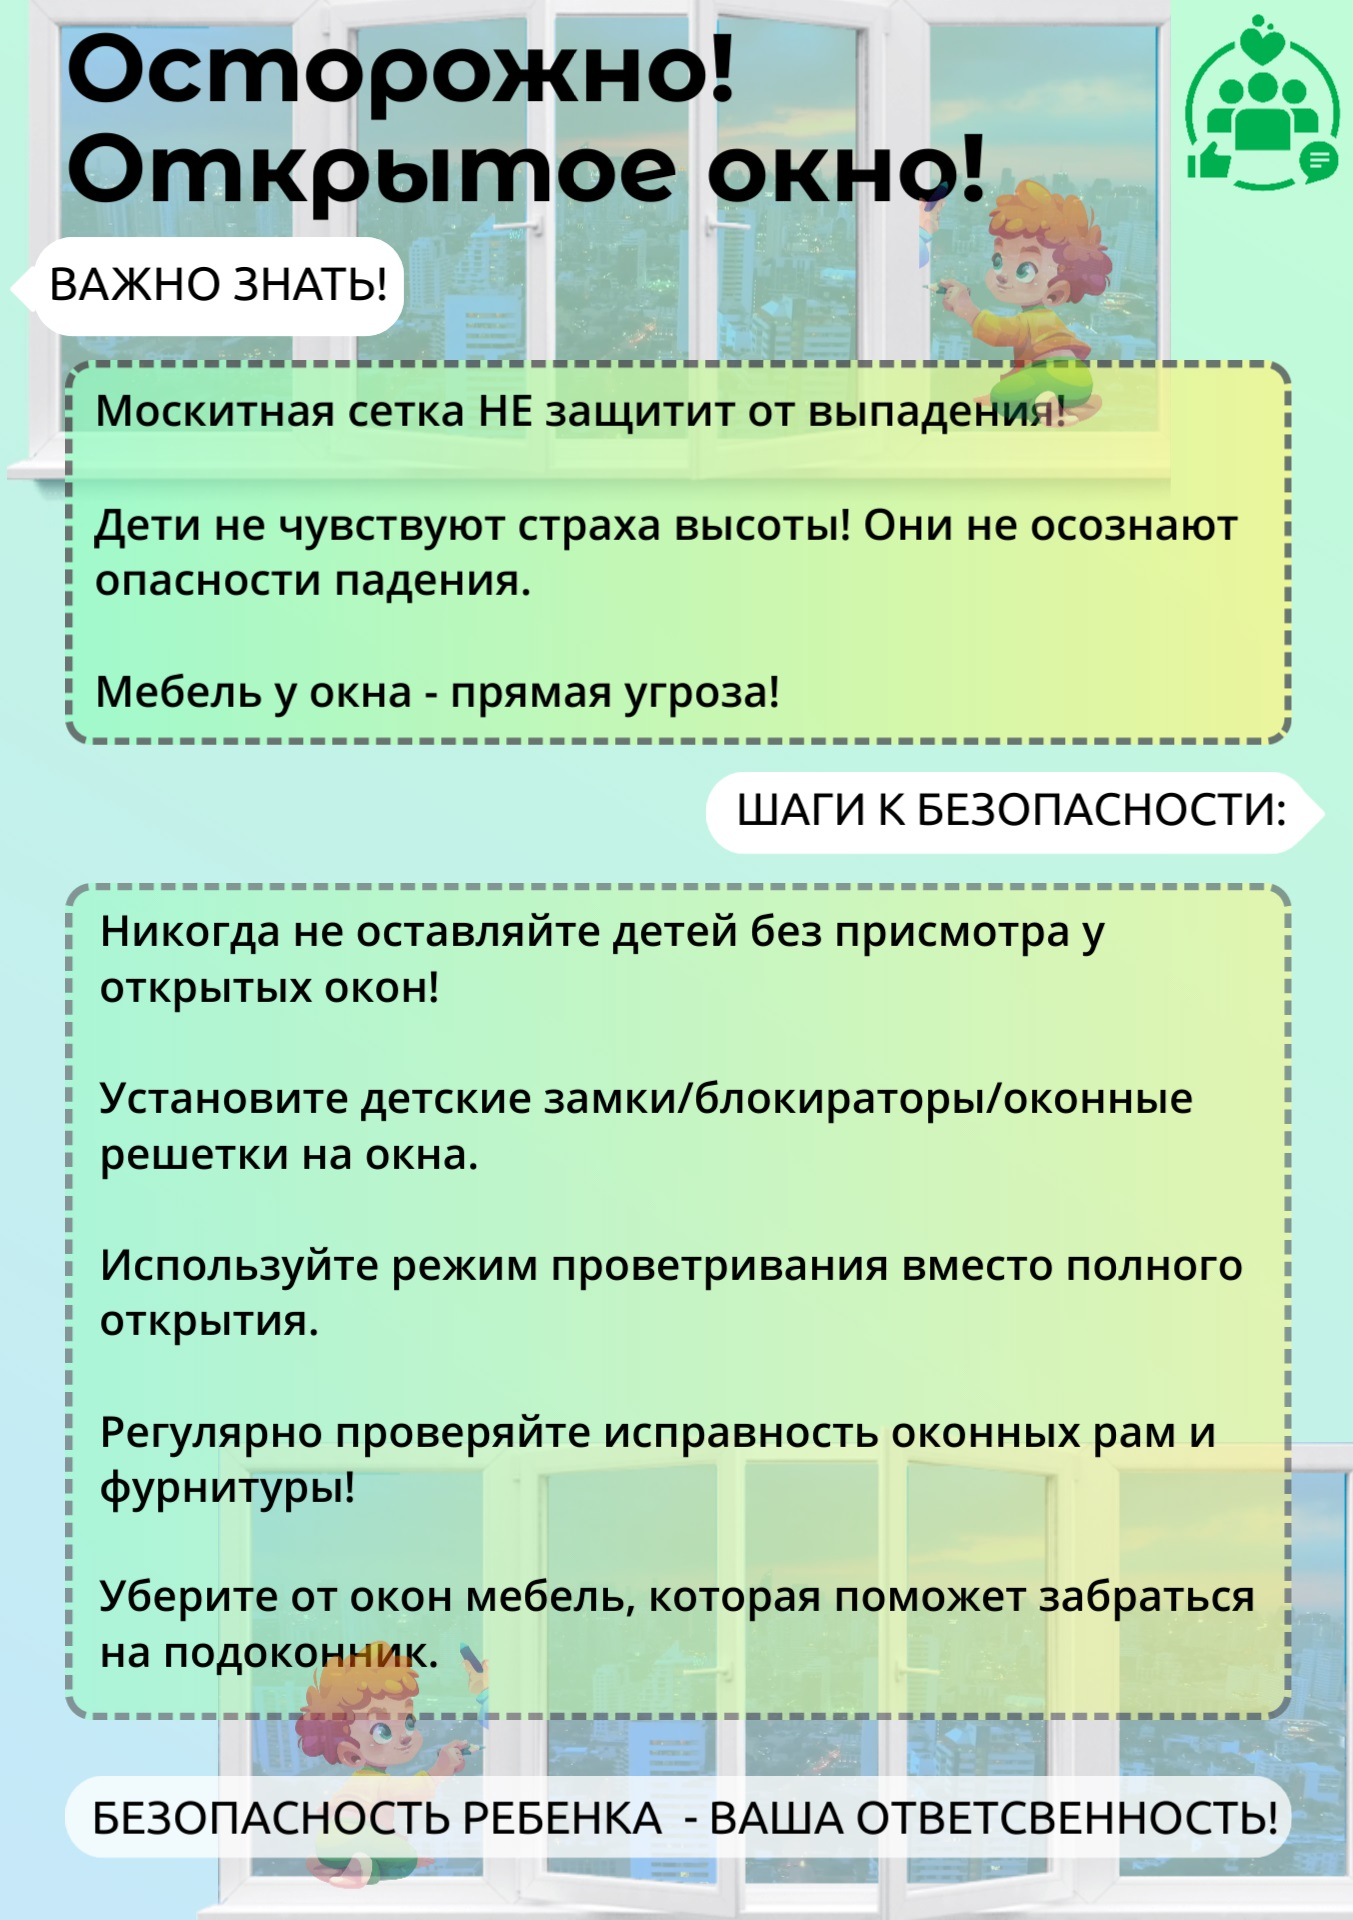 Осторожно!
Открытое окно!
ВАЖНО ЗНАТЬ!
Москитная сетка НЕ защитит от выпадения!
Дети не чувствуют страха высоты! Они не осознают
опасности падения.
Мебель у окна - прямая угроза!
ШАГИ К БЕЗОПАСНОСТИ:
Никогда не оставляйте детей без присмотра у
открытых окон!
Установите детские замки/блокираторы/оконные
решетки на окна.
Используйте режим проветривания вместо полного
открытия.
Регулярно проверяйте исправность оконных рам и
фурнитуры!
Уберите от окон мебель, которая поможет забраться
на подоконник.
БЕЗОПАСНОСТЬ РЕБЕНКА - ВАША ОТВЕТСВЕННОСТЬ!